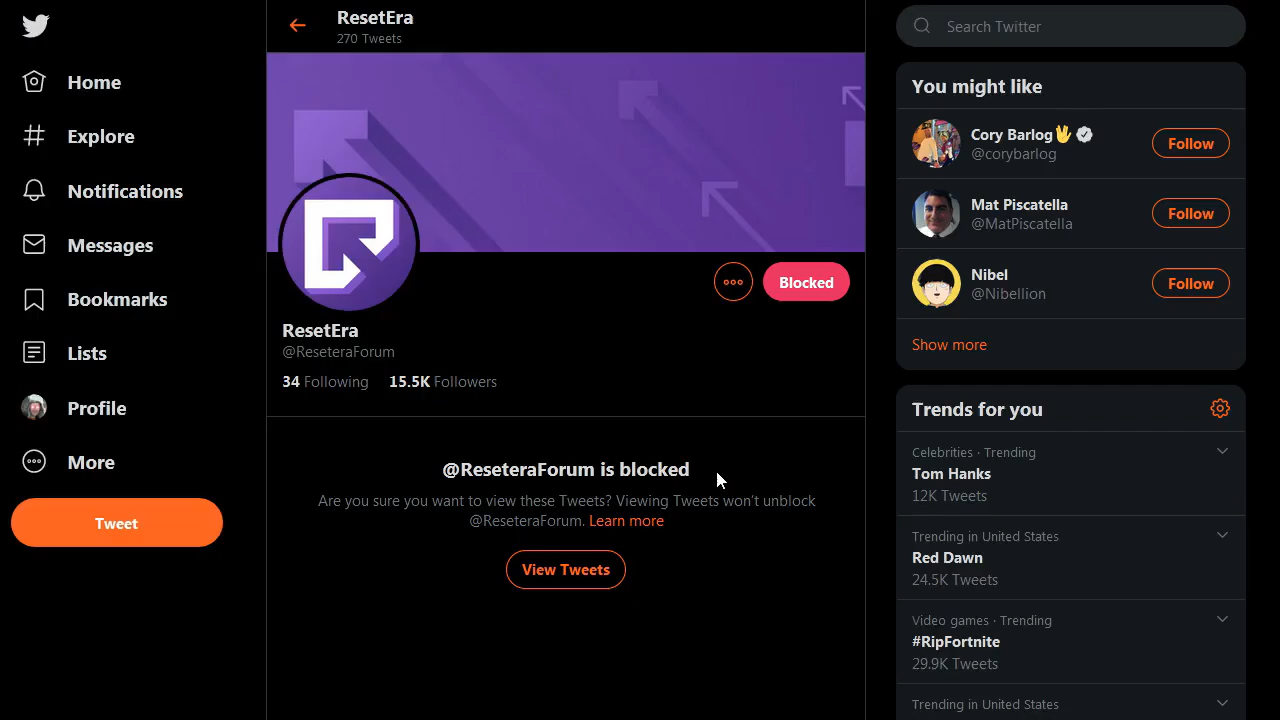 Home
Explore
Notifications
Messages
Bookmarks
Lists
Profile
More
Tweet
ResetEra
270 Tweets
Blocked
ResetEra
@ReseteraForum
34 Following 15.5K Followers
@ReseteraForum is blocked
Are you sure you want to view these Tweets? Viewing Tweets won't unblock
@ReseteraForum. Learn more
View Tweets
Search Twitter
You might like
Cory Barlog🖖
@corybarlog
Follow
Mat Piscatella
@MatPiscatella
Follow
Nibel
@Nibellion
Follow
Show more
Trends for you
Celebrities · Trending
Tom Hanks
12K Tweets
Trending in United States
Red Dawn
24.5K Tweets
Video games · Trending
#RipFortnite
29.9K Tweets
Trending in United States